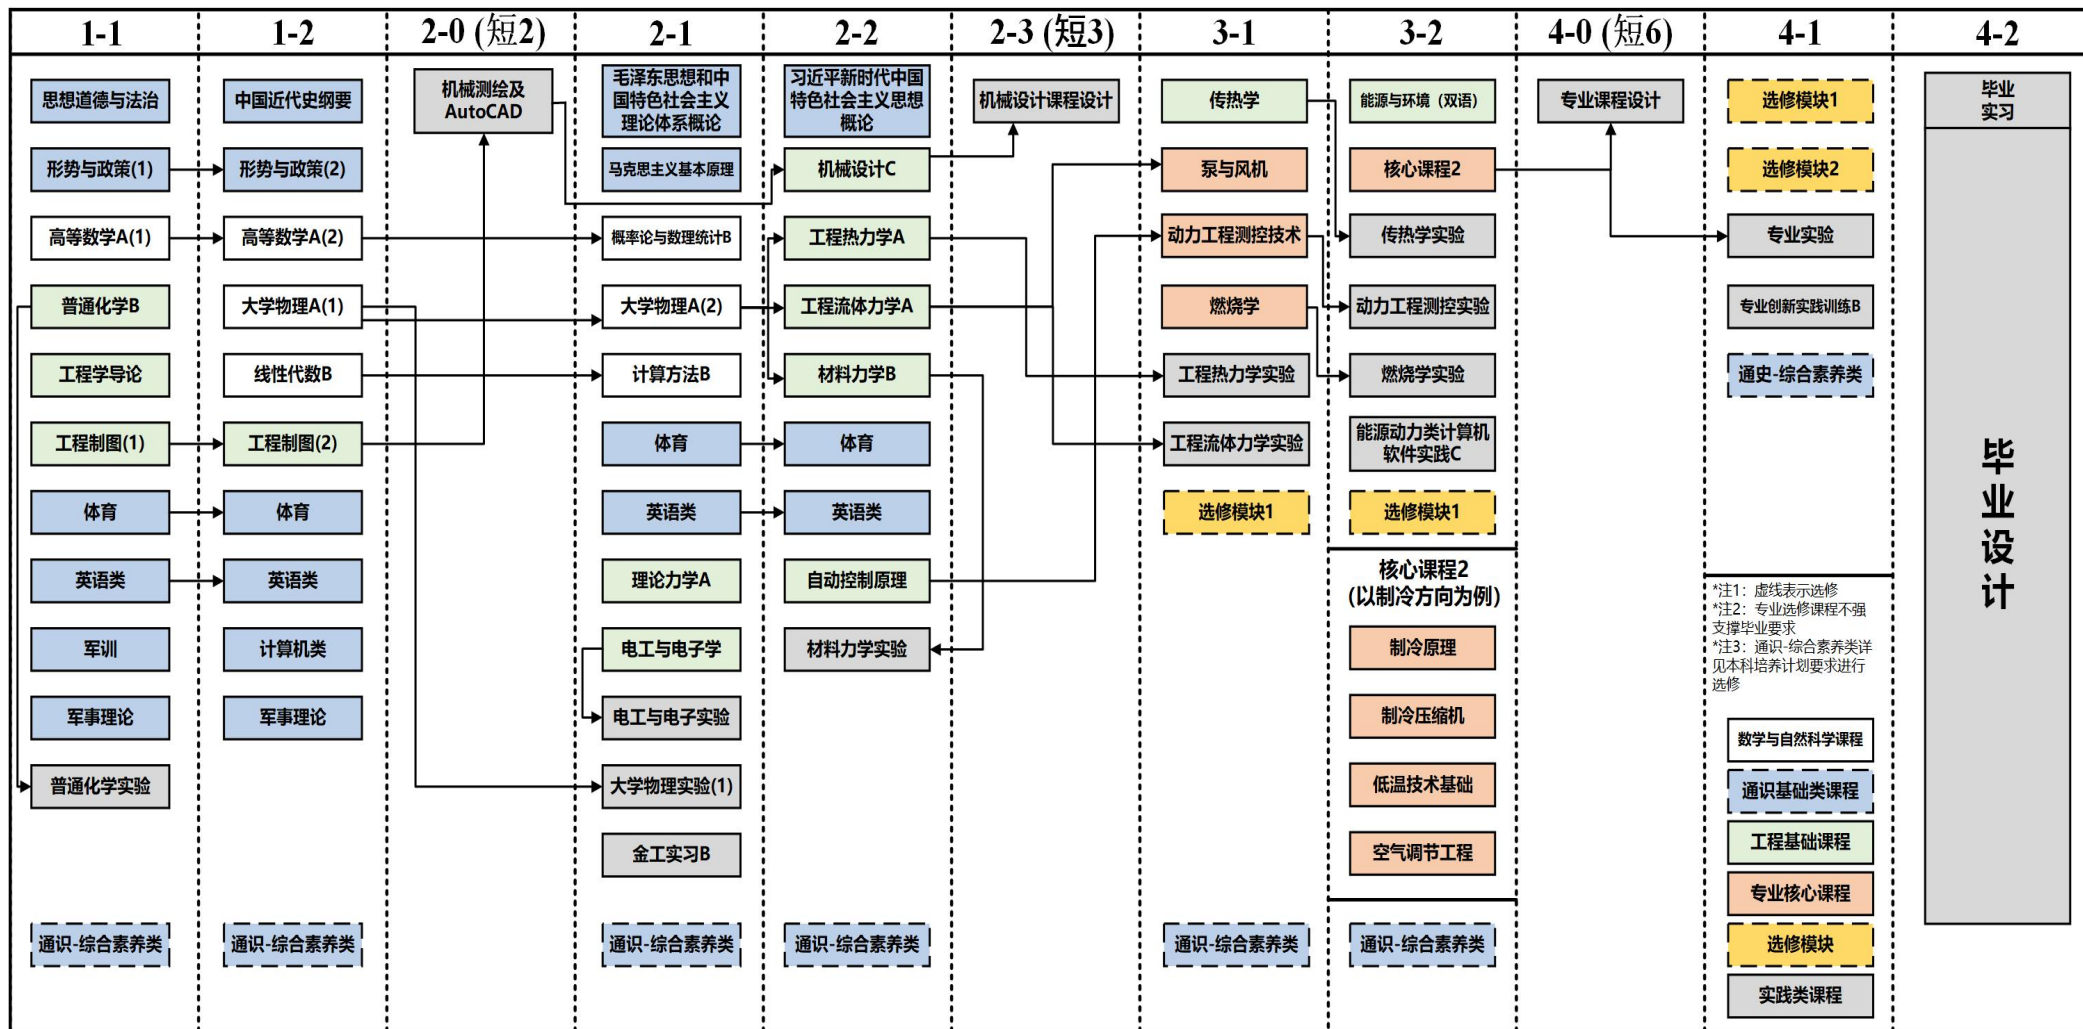 1-1
1-2
2-0 (短2)
2-1
2-2
2-3 (短3)
3-1
3-2
4-0 (短6)
4-1
4-2
思想道德与法治
形势与政策(1)
高等数学A(1)
普通化学B
工程学导论
工程制图(1)
体育
英语类
军训
军事理论
普通化学实验
通识-综合素养类
中国近代史纲要
形势与政策(2)
高等数学A(2)
大学物理A(1)
线性代数B
工程制图(2)
体育
英语类
计算机类
军事理论
通识-综合素养类
机械测绘及
AutoCAD
毛泽东思想和中
国特色社会主义
理论体系概论
马克思主义基本原理
概率论与数理统计B
大学物理A(2)
计算方法B
体育
英语类
理论力学A
电工与电子学
电工与电子实验
大学物理实验(1)
金工实习B
通识-综合素养类
习近平新时代中国
特色社会主义思想
概论
机械设计C
工程热力学A
工程流体力学A
材料力学B
体育
英语类
自动控制原理
材料力学实验
通识-综合素养类
机械设计课程设计
传热学
泵与风机
动力工程测控技术
燃烧学
工程热力学实验
工程流体力学实验
选修模块1
通识-综合素养类
能源与环境（双语）
核心课程2
传热学实验
动力工程测控实验
燃烧学实验
能源动力类计算机
软件实践C
选修模块1
核心课程2
（以制冷方向为例）
制冷原理
制冷压缩机
低温技术基础
空气调节工程
通识-综合素养类
专业课程设计
选修模块1
选修模块2
专业实验
专业创新实践训练B
通史-综合素养类
*注1：虚线表示选修
*注2：专业选修课程不强
支撑毕业要求
*注3：通识-综合素养类详
见本科培养计划要求进行
选修
数学与自然科学课程
通识基础类课程
工程基础课程
专业核心课程
选修模块
实践类课程
毕业
实习
毕
业
设
计